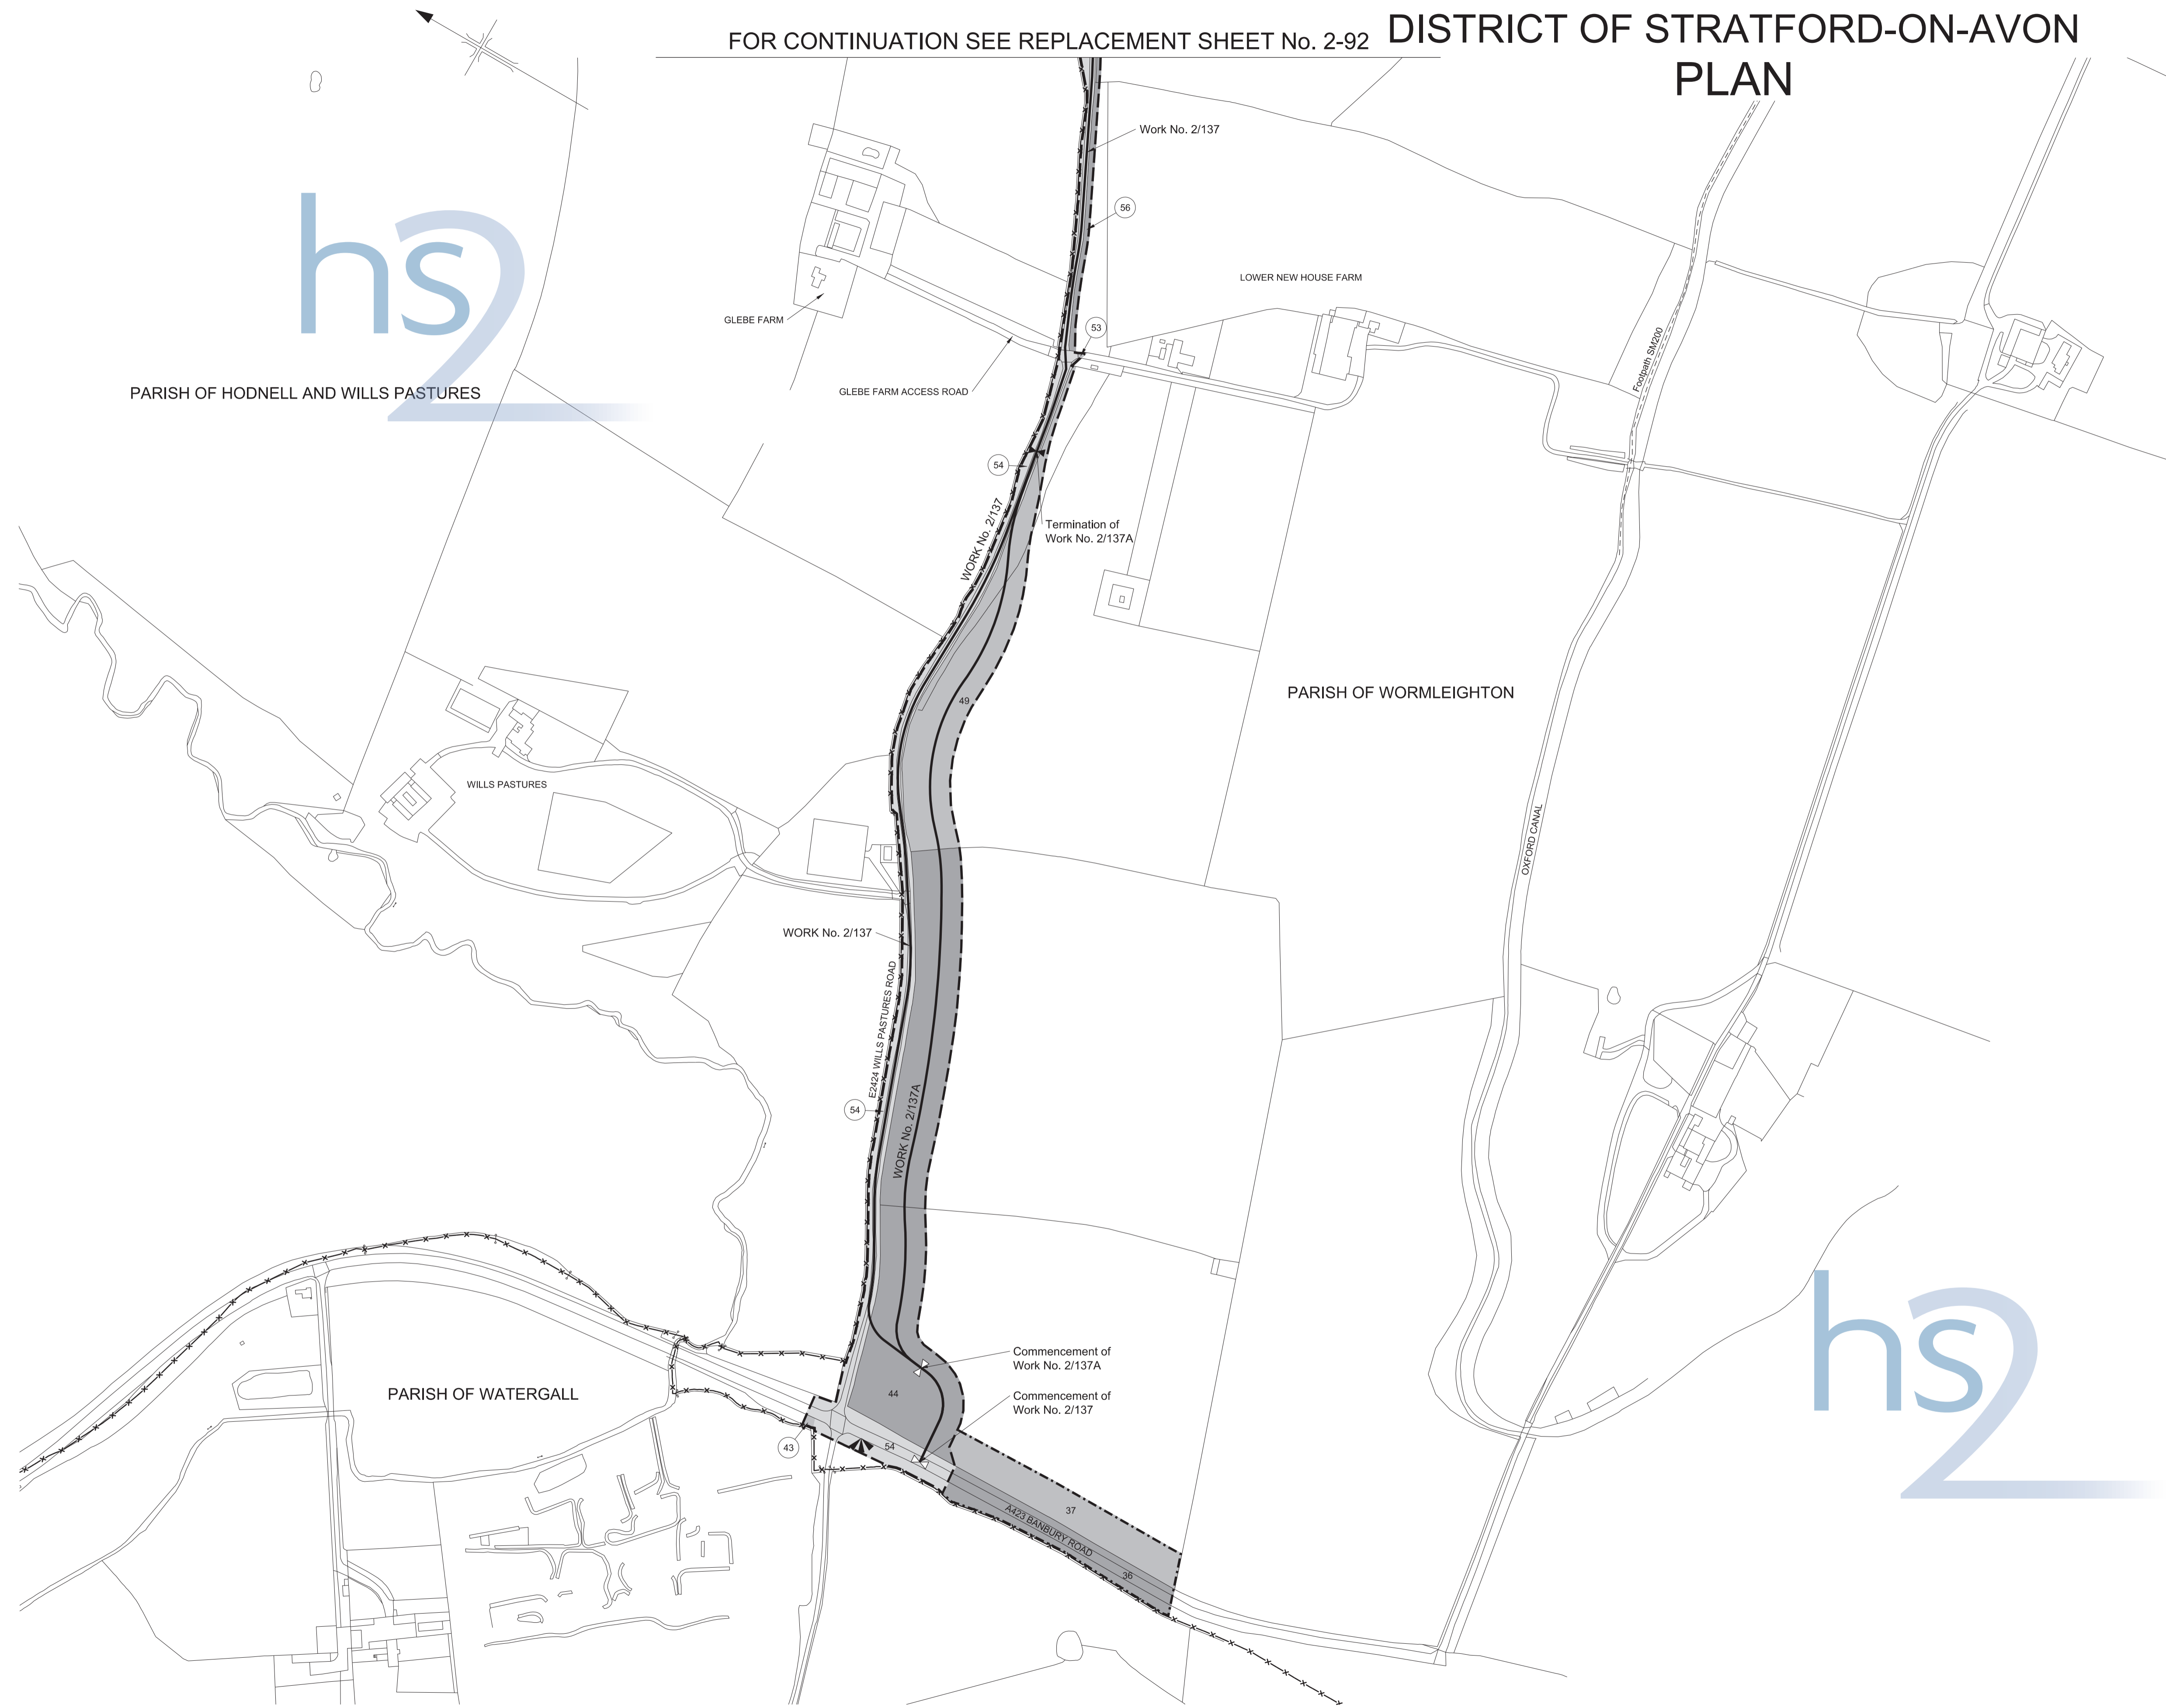 FOR CONTINUATION SEE REPLACEMENT SHEET No. 2-92
DISTRICT OF STRATFORD-ON-AVON
PLAN
Work No. 2/137
56
hs2
LOWER NEW HOUSE FARM
GLEBE FARM
53
Footpath SM200
PARISH OF HODNELL AND WILLS PASTURES
GLEBE FARM ACCESS ROAD
54
Termination of
Work No. 2/137A
WORK No. 2/137
49
PARISH OF WORMLEIGHTON
WILLS PASTURES
OXFORD CANAL
WORK No. 2/137
E2424 WILLS PASTURES ROAD
54
WORK No. 2/137A
Commencement of
Work No. 2/137A
hs2
PARISH OF WATERGALL
44
Commencement of
Work No. 2/137
43
54
37
A423 BANBURY ROAD
36